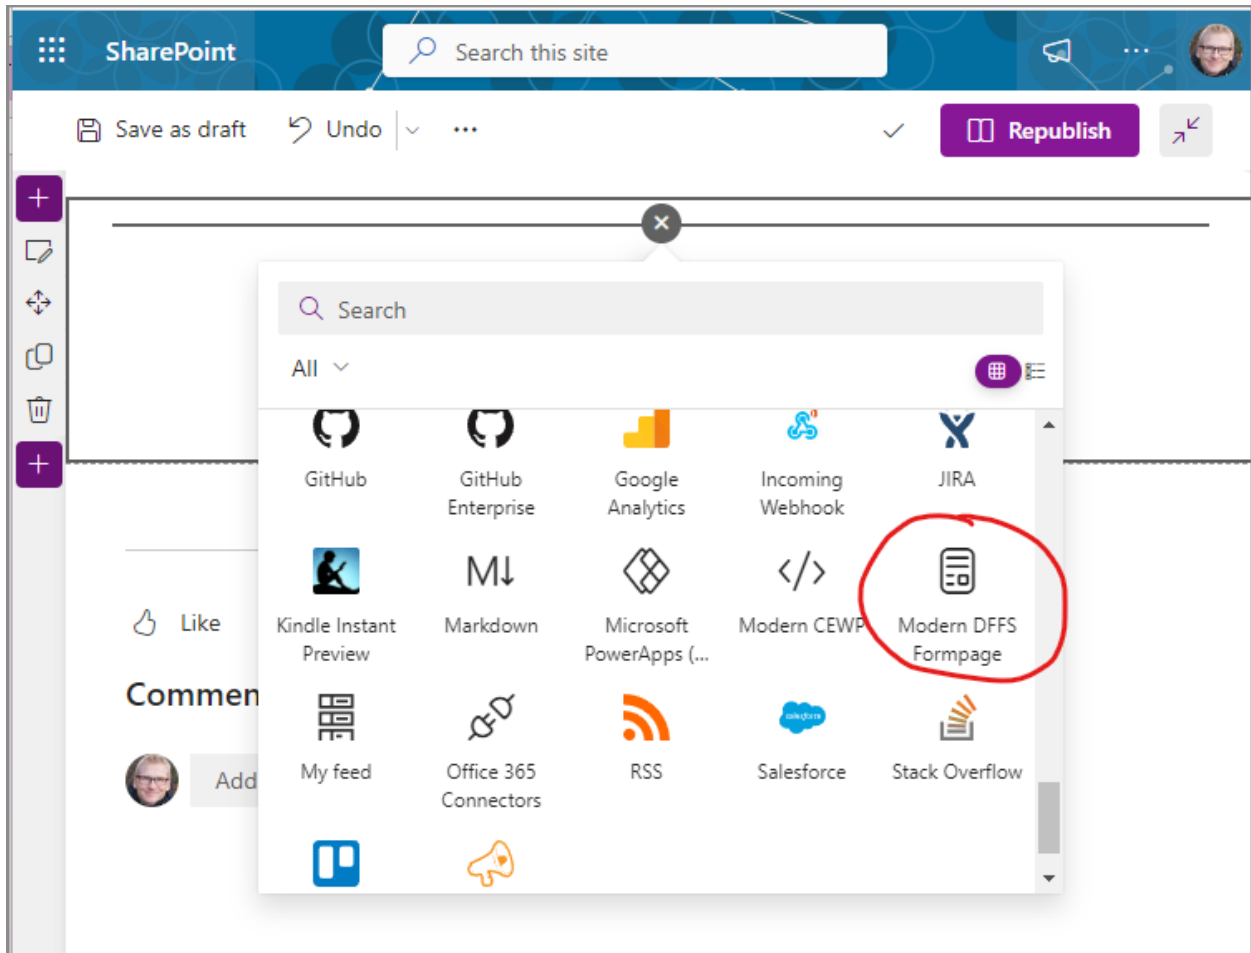 SharePoint
Search this site
Save as draft
Undo
Republish
Search
All
GitHub
GitHub
Enterprise
Google
Analytics
Incoming
Webhook
JIRA
M
Kindle Instant
Preview
Markdown
Microsoft
PowerApps (...
Modern CEWP
Modern DFFS
Formpage
Like
Commen
salesforce
My feed
Office 365
Connectors
RSS
Salesforce
Stack Overflow
Add